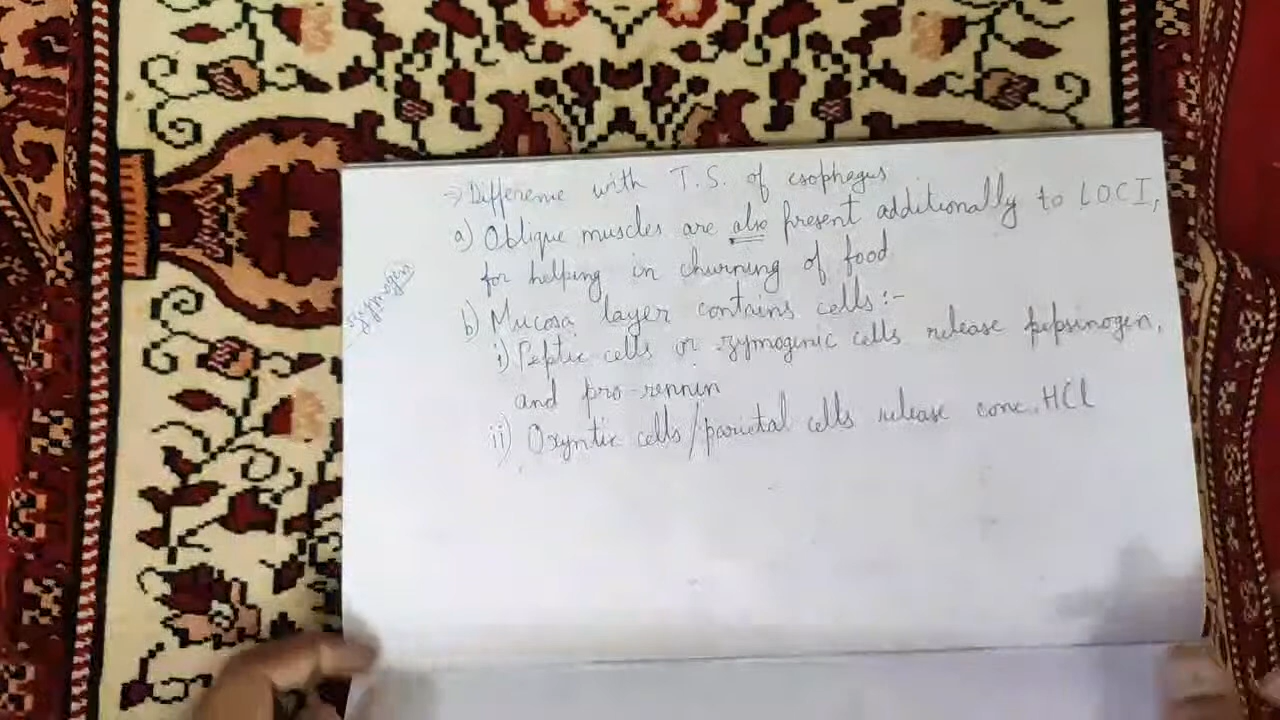 ⇒ Difference with T.S. of esophagus
a) Oblique muscles are also present additionally to LOCI,
for helping in churning of food
b) Mucosa layer contains cells :-
i) Peptic cells or zymogenic cells release pepsinogen,
and pro-rennin
ii) Oxyntic cells/parietal cells release conc. HCl
Zymogen